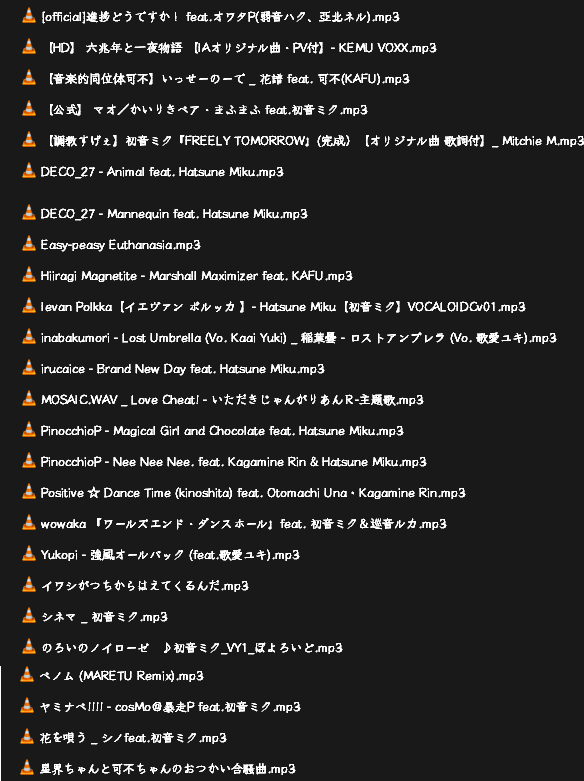 [official]進捗どうですか！ feat.オワタP(弱音ハク、亞北ネル).mp3
【HD】 六兆年と一夜物語 【IAオリジナル曲・PV付】- KEMU VOXX.mp3
【音楽的同位体可不】いっせーのーで _ 花譜 feat. 可不(KAFU).mp3
【公式】 マオ／かいりきベア・まふまふ feat.初音ミク.mp3
【調教すげぇ】初音ミク『FREELY TOMORROW』(完成） 【オリジナル曲 歌詞付】_ Mitchie M.mp3
DECO_27 - Animal feat. Hatsune Miku.mp3
DECO_27 - Mannequin feat. Hatsune Miku.mp3
Easy-peasy Euthanasia.mp3
Hiiragi Magnetite - Marshall Maximizer feat. KAFU.mp3
Ievan Polkka【イエヴァン ポルッカ 】- Hatsune Miku【初音ミク】VOCALOIDCv01.mp3
inabakumori - Lost Umbrella (Vo. Kaai Yuki) _ 稲葉曇 - ロストアンブレラ (Vo. 歌愛ユキ).mp3
irucaice - Brand New Day feat. Hatsune Miku.mp3
MOSAIC.WAV _ Love Cheat! - いただきじゃんがりあんR-主題歌.mp3
PinocchioP - Magical Girl and Chocolate feat. Hatsune Miku.mp3
PinocchioP - Nee Nee Nee. feat. Kagamine Rin & Hatsune Miku.mp3
Positive ☆ Dance Time (kinoshita) feat. Otomachi Una・Kagamine Rin.mp3
wowaka 『ワールズエンド・ダンスホール』feat. 初音ミク＆巡音ルカ.mp3
Yukopi - 強風オールバック (feat.歌愛ユキ).mp3
イワシがつちからはえてくるんだ.mp3
シネマ _ 初音ミク.mp3
のろいのノイローゼ　♪初音ミク_VY1_ぽよろいど.mp3
ベノム (MARETU Remix).mp3
ヤミナベ!!!! - cosMo＠暴走P feat.初音ミク.mp3
花を唄う _ シノfeat.初音ミク.mp3
星界ちゃんと可不ちゃんのおつかい合騒曲.mp3